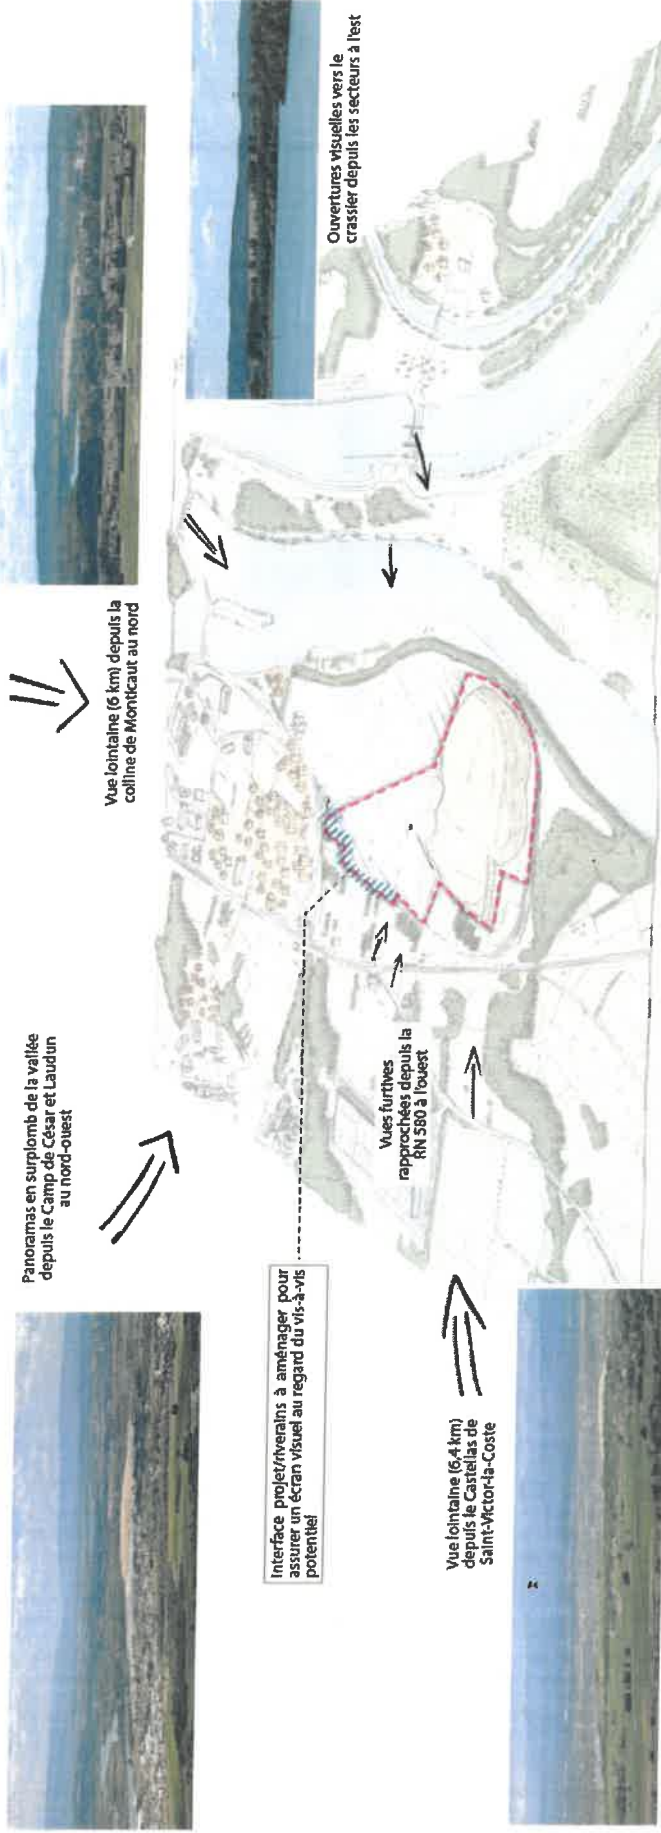 Panoramas en surplomb de la vallée
depuis le Camp de César et Laudun
au nord-ouest
Vue lointaine (6 km) depuis la
colline de Monticaut au nord
Ouvertures visuelles vers le
crassier depuis les secteurs à l'est
Interface projet/riverains à aménager pour
assurer un écran visuel au regard du vis-à-vis
potentiel
Vues furtives
rapprochées depuis la
RN 580 à l'ouest
Vue lointaine (6,4 km)
depuis le Castellas de
Saint-Victor-la-Coste